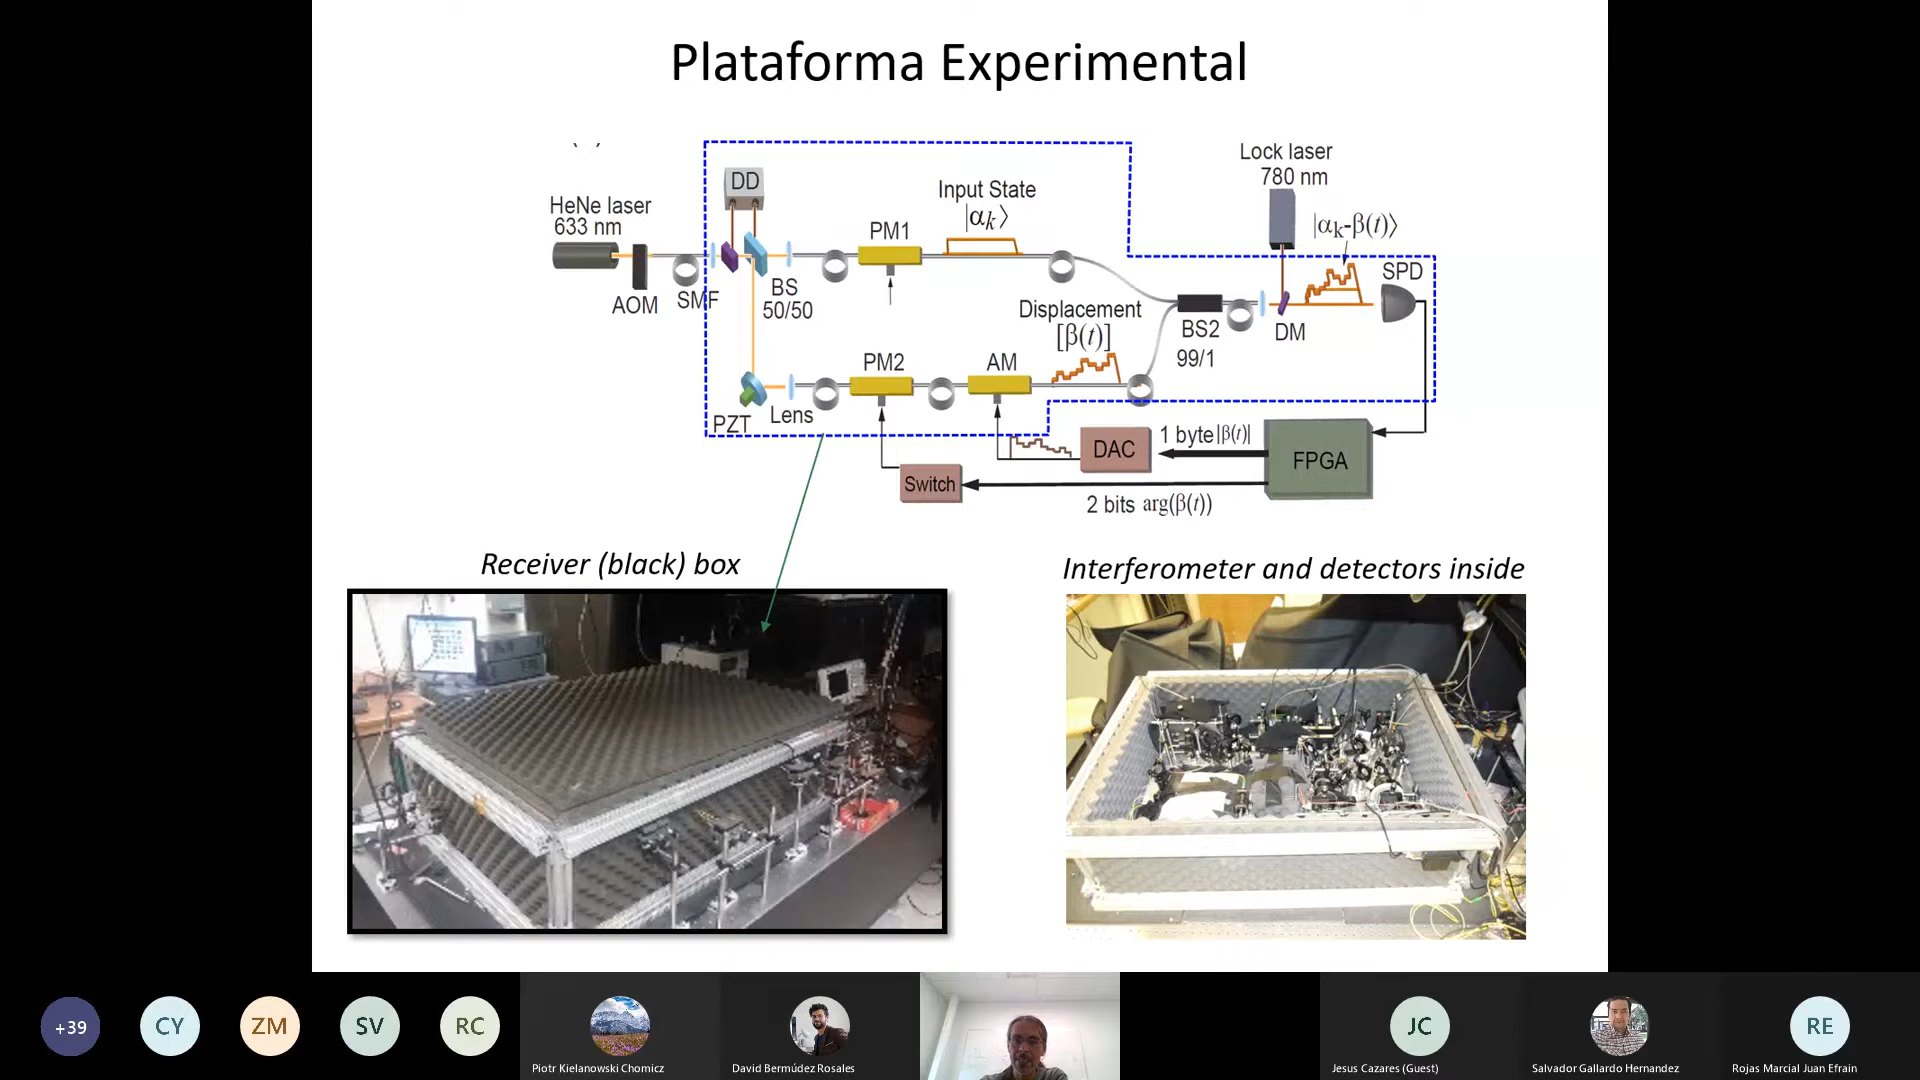 Plataforma Experimental
HeNe laser
633 nm
AOM
SMF
DD
BS
50/50
PM1
Input State
|αk⟩
Lock laser
780 nm
|αk-β(t)⟩
SPD
Displacement
[β(t)]
BS2
99/1
DM
PZT
Lens
PM2
AM
DAC
1 byte |β(t)|
FPGA
Switch
2 bits arg(β(t))
Receiver (black) box
Interferometer and detectors inside
+39
CY
ZM
SV
RC
JC
RE
Piotr Kielanowski Chomicz
David Bermúdez Rosales
Jesus Cazares (Guest)
Salvador Gallardo Hernandez
Rojas Marcial Juan Efrain